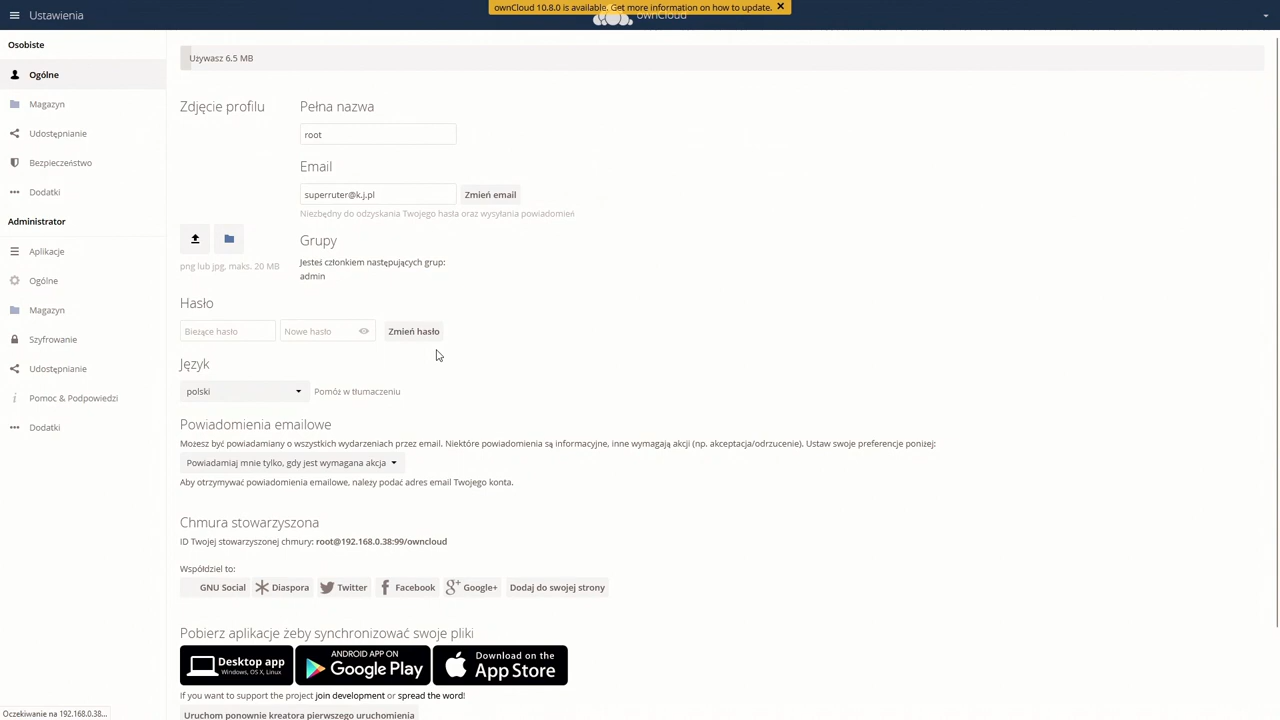 ownCloud 10.8.0 is available. Get more information on how to update.
Ustawienia
ownCloud
Osobiste
Ogólne
Magazyn
Udostępnianie
Bezpieczeństwo
Dodatki
Administrator
Aplikacje
Ogólne
Magazyn
Szyfrowanie
Udostępnianie
Pomoc & Podpowiedzi
Dodatki
Używasz 6.5 MB
Zdjęcie profilu
png lub jpg, maks. 20 MB
Pełna nazwa
root
Email
superruter@k.j.pl
Zmień email
Niezbędny do odzyskania Twojego hasła oraz wysyłania powiadomień
Grupy
Jesteś członkiem następujących grup:
admin
Hasło
Bieżące hasło
Nowe hasło
Zmień hasło
Język
polski
Pomóż w tłumaczeniu
Powiadomienia emailowe
Możesz być powiadamiany o wszystkich wydarzeniach przez email. Niektóre powiadomienia są informacyjne, inne wymagają akcji (np. akceptacja/odrzucenie). Ustaw swoje preferencje poniżej:
Powiadamiaj mnie tylko, gdy jest wymagana akcja
Aby otrzymywać powiadomienia emailowe, należy podać adres email Twojego konta.
Chmura stowarzyszona
ID Twojej stowarzyszonej chmury: root@192.168.0.38:99/owncloud
Współdziel to:
GNU Social
Diaspora
Twitter
Facebook
Google+
Dodaj do swojej strony
Pobierz aplikacje żeby synchronizować swoje pliki
Desktop app
Windows, OS X, Linux
ANDROID APP ON
Google Play
Download on the
App Store
If you want to support the project join development or spread the word!
Uruchom ponownie kreatora pierwszego uruchomienia
Oczekiwanie na 192.168.0.38...